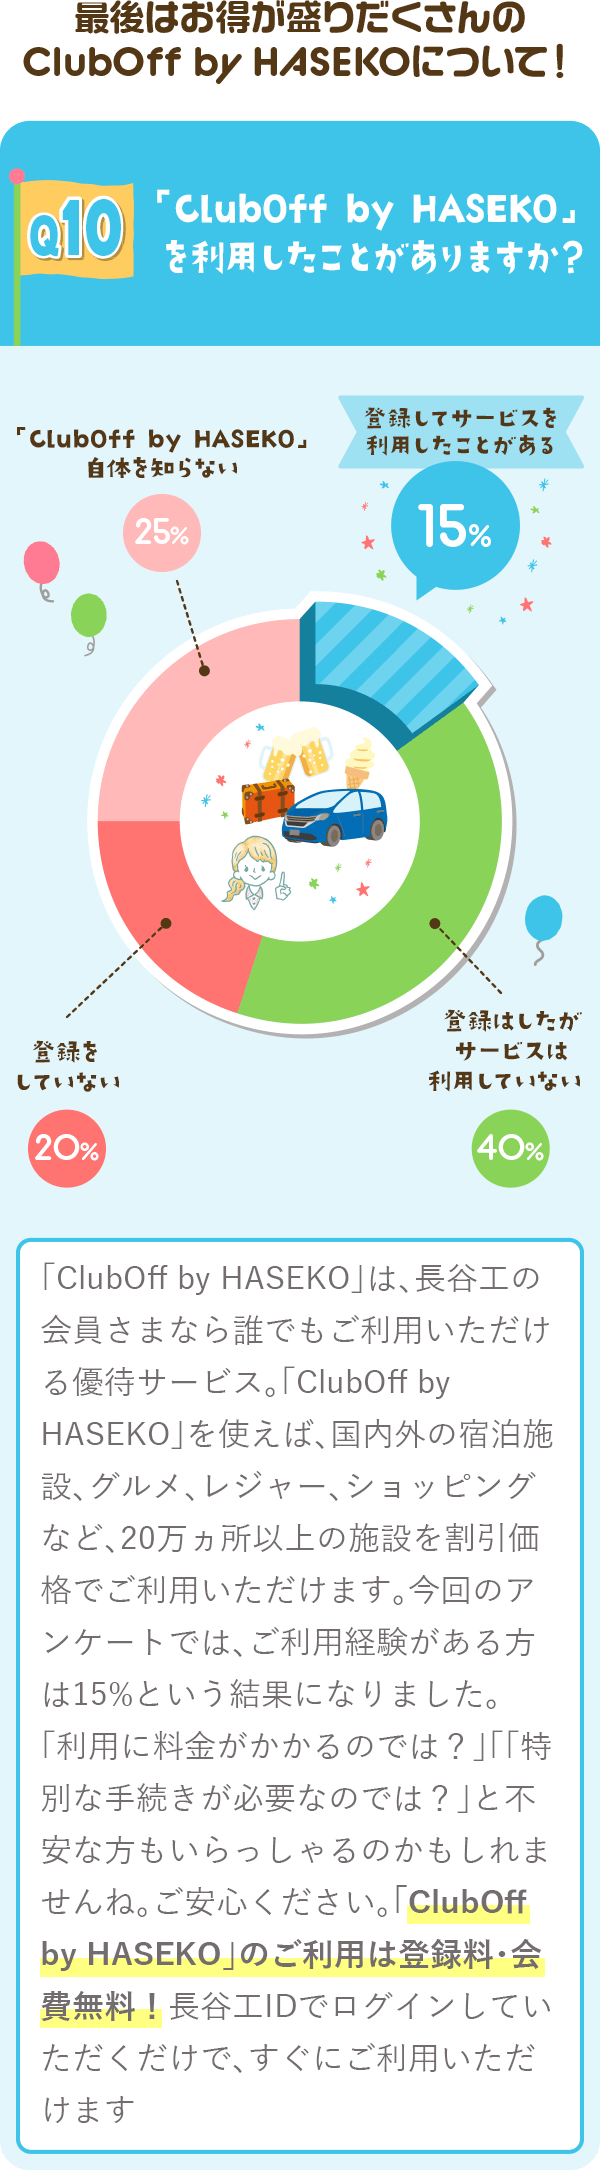 最後はお得が盛りだくさんの
ClubOff by HASEKOについて！
Q10
「ClubOff by HASEKO」
を利用したことがありますか？
登録してサービスを
利用したことがある
15%
「ClubOff by HASEKO」
自体を知らない
25%
登録はしたが
サービスは
利用していない
40%
登録を
していない
20%
「ClubOff by HASEKO」は、長谷工の
会員さまなら誰でもご利用いただけ
る優待サービス。「ClubOff by
HASEKO」を使えば、国内外の宿泊施
設、グルメ、レジャー、ショッピング
など、20万ヵ所以上の施設を割引価
格でご利用いただけます。今回のア
ンケートでは、ご利用経験がある方
は15%という結果になりました。
「利用に料金がかかるのでは？」「「特
別な手続きが必要なのでは？」と不
安な方もいらっしゃるのかもしれま
せんね。ご安心ください。「ClubOff
by HASEKO」のご利用は登録料・会
費無料！長谷工IDでログインしてい
ただくだけで、すぐにご利用いただ
けます